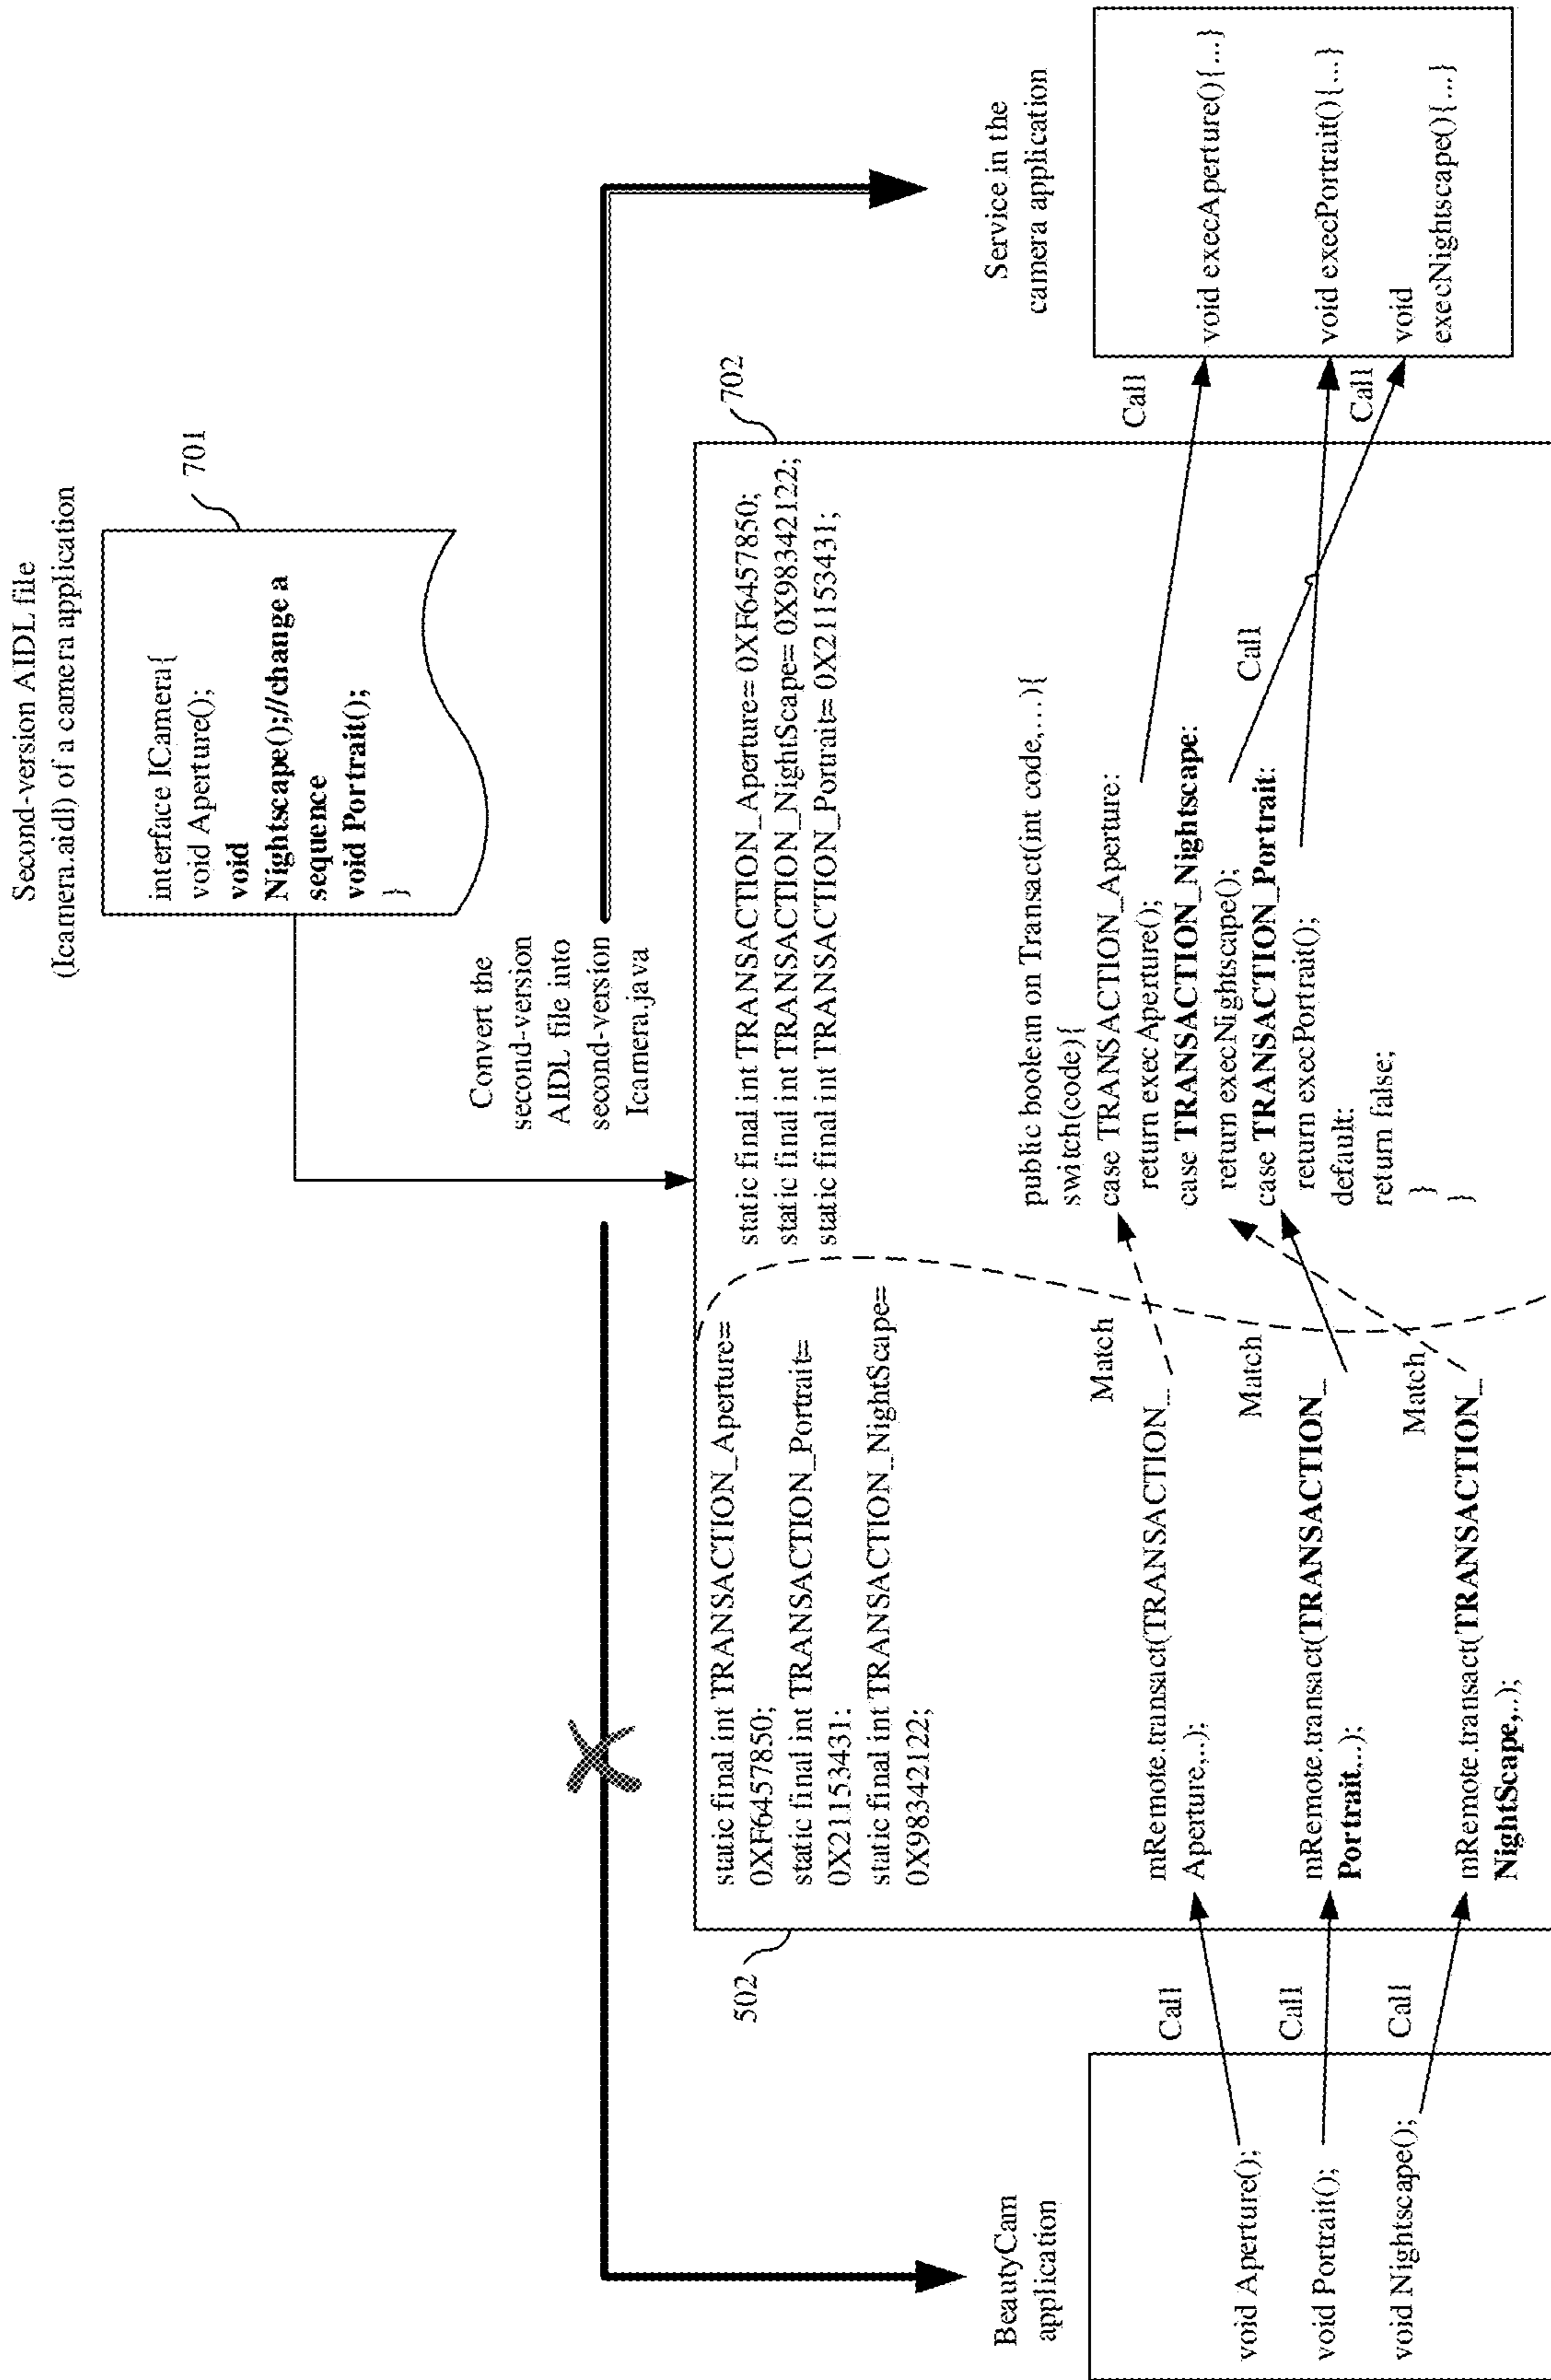 Second-version AIDL file
(Icamera.aidl) of a camera application
701
interface ICamera{
void Aperture();
void
Nightscape();//change a
sequence
void Portrait();
}
Convert the
second-version
AIDL file into
second-version
Icamera.java
BeautyCam
application
Service in the
camera application
502
702
static final int TRANSACTION_Aperture=
0XF6457850;
static final int TRANSACTION_Portrait=
0X21153431:
static final int TRANSACTION_NightScape=
0X98342122;
static final int TRANSACTION_Aperture= 0XF6457850;
static final int TRANSACTION_NightScape= 0X98342122;
static final int TRANSACTION_Portrait= 0X21153431;
void Aperture();
void Portrait();
void Nightscape();
Call
Call
Call
mRemote.transact(TRANSACTION_
Aperture,..);
mRemote.transact(TRANSACTION_
Portrait,..);
mRemote.transact(TRANSACTION_
NightScape,..);
Match
Match
Match
public boolean on Transact(int code,...){
switch(code){
case TRANSACTION_Aperture:
return execAperture();
case TRANSACTION_Nightscape:
return execNightscape();
case TRANSACTION_Portrait:
return execPortrait();
default:
return false;
}
}
Call
Call
Call
void execAperture(){...}
void execPortrait(){...}
void
execNightscape(){...}